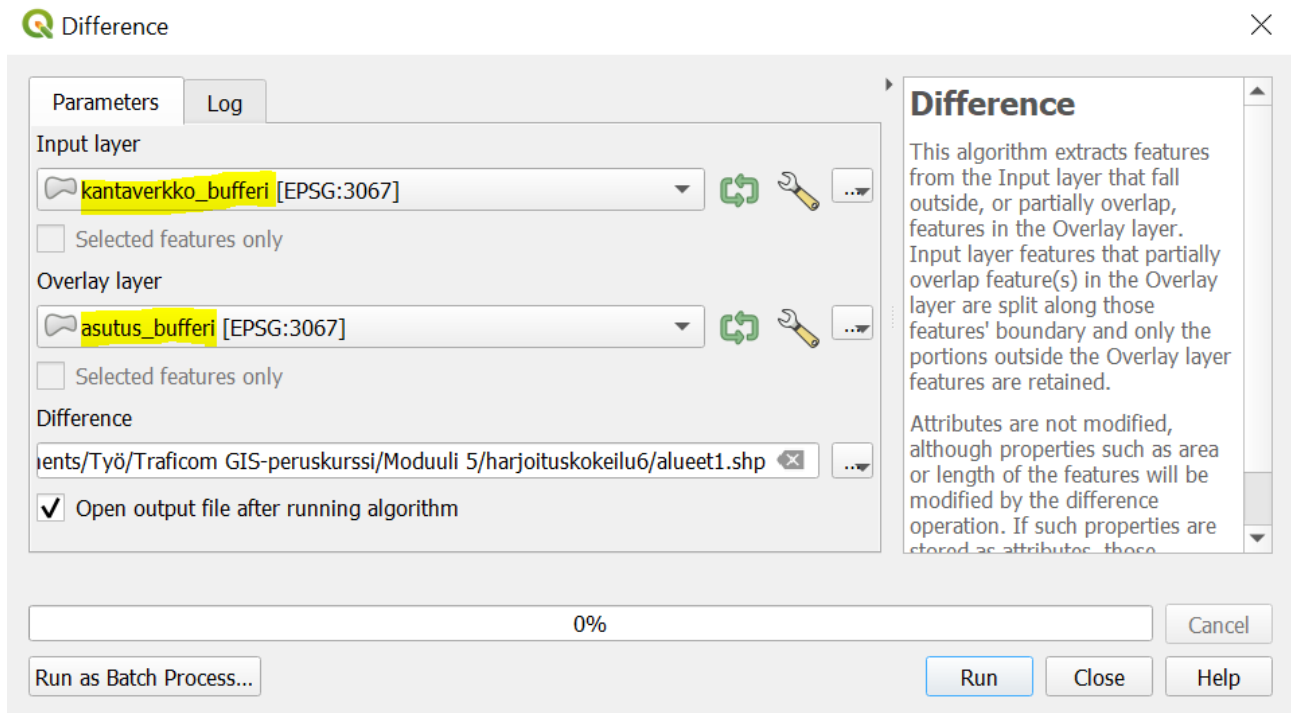 Difference
Parameters
Log
Input layer
kantaverkko_bufferi [EPSG:3067]
Selected features only
Overlay layer
asutus_bufferi [EPSG:3067]
Selected features only
Difference
ients/Työ/Traficom GIS-peruskurssi/Moduuli 5/harjoituskokeilu6/alueet1.shp
Open output file after running algorithm
Difference
This algorithm extracts features
from the Input layer that fall
outside, or partially overlap,
features in the Overlay layer.
Input layer features that partially
overlap feature(s) in the Overlay
layer are split along those
features' boundary and only the
portions outside the Overlay layer
features are retained.
Attributes are not modified,
although properties such as area
or length of the features will be
modified by the difference
operation. If such properties are
stored as attributes, those
0%
Cancel
Run as Batch Process...
Run
Close
Help